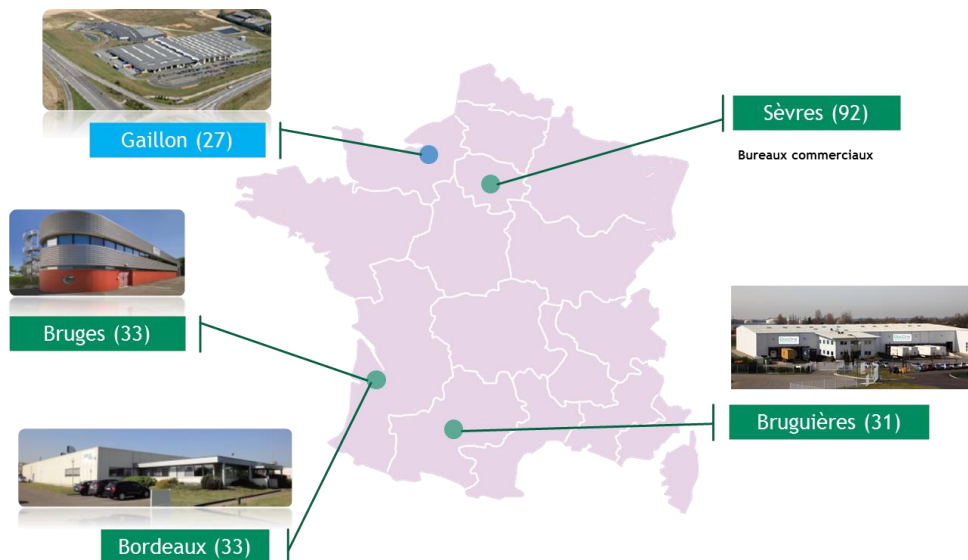 Gaillon (27)
Sèvres (92)
Bureaux commerciaux
Bruges (33)
Bruguières (31)
Bordeaux (33)